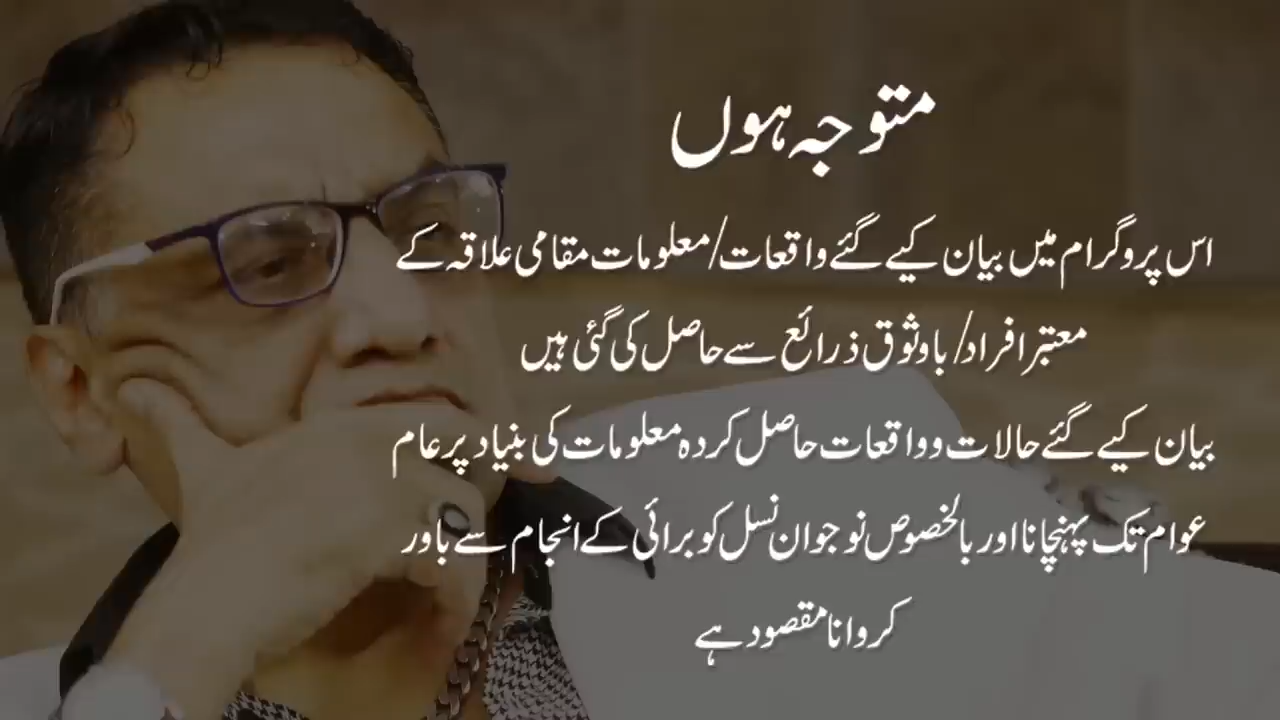 متوجہ ہوں
اس پروگرام میں بیان کیے گئے واقعات/معلومات مقامی علاقہ کے
معتبر افراد/باوثوق ذرائع سے حاصل کی گئی ہیں
بیان کیے گئے حالات و واقعات حاصل کردہ معلومات کی بنیاد پر عام
عوام تک پہنچانا اور بالخصوص نوجوان نسل کو برائی کے انجام سے باور
کروانا مقصود ہے